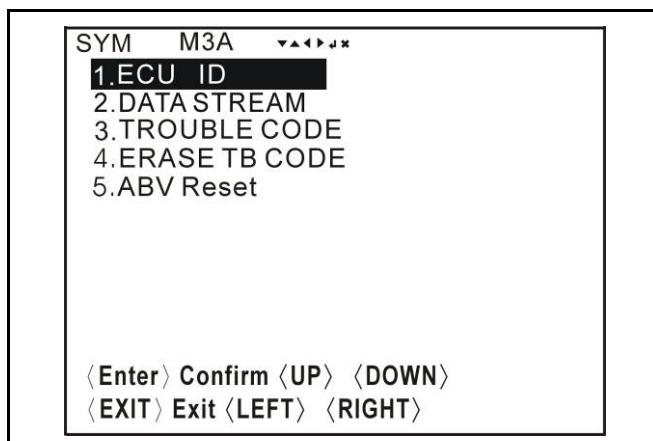 SYM M3A ▼▲◀▶↲✖
1.ECU ID
2.DATA STREAM
3.TROUBLE CODE
4.ERASE TB CODE
5.ABV Reset
〈Enter〉 Confirm 〈UP〉 〈DOWN〉
〈EXIT〉 Exit 〈LEFT〉 〈RIGHT〉